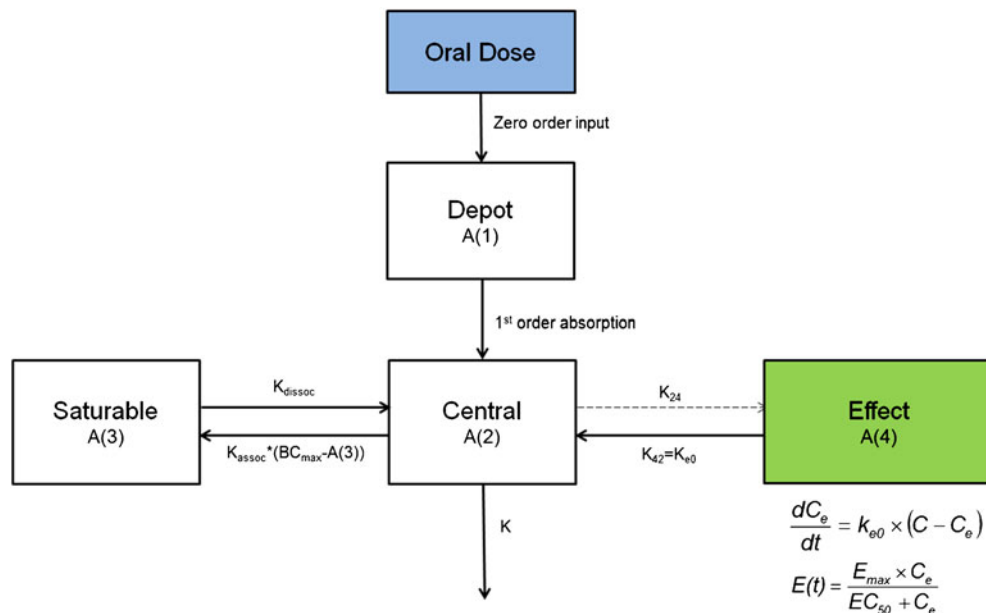 Oral Dose
Zero order input
Depot
A(1)
1st order absorption
Saturable
A(3)
Kdissoc
Kassoc*(BCmax-A(3))
Central
A(2)
K24
K42=Ke0
Effect
A(4)
K
dCe/dt = ke0 × (C − Ce)
E(t) = Emax × Ce / EC50 + Ce